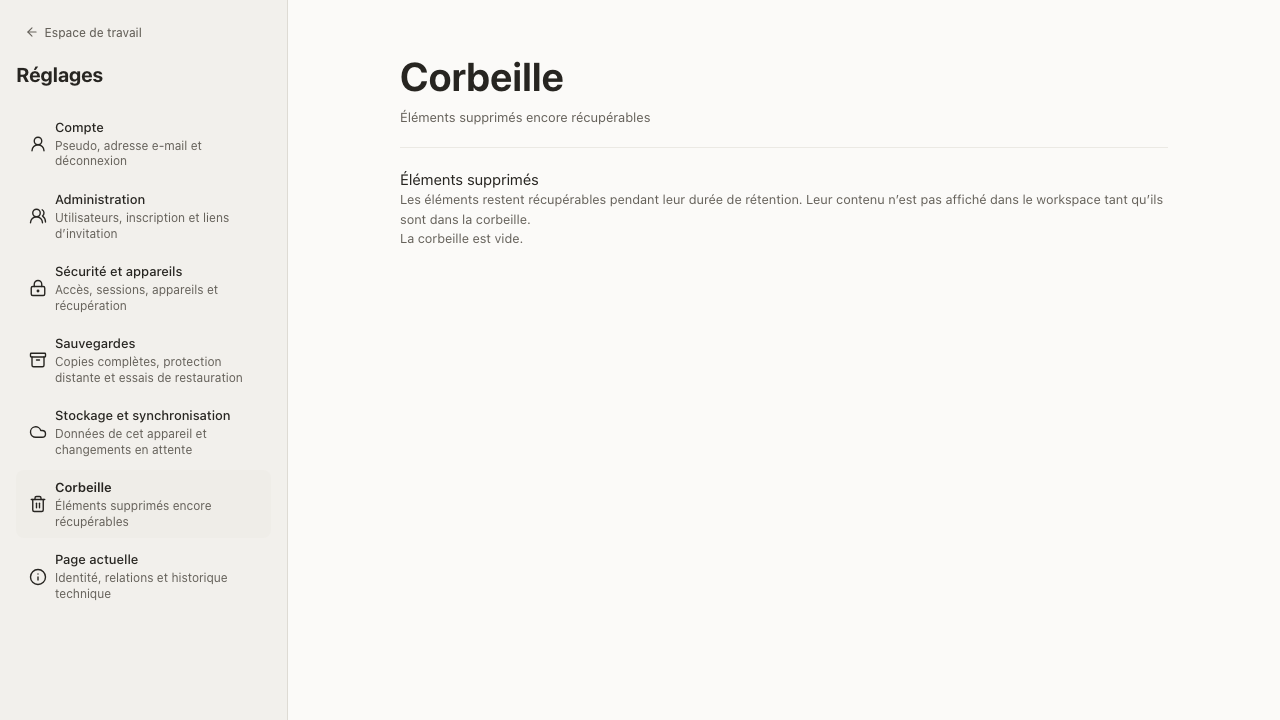 Espace de travail
Réglages
Compte
Pseudo, adresse e-mail et
déconnexion
Administration
Utilisateurs, inscription et liens
d’invitation
Sécurité et appareils
Accès, sessions, appareils et
récupération
Sauvegardes
Copies complètes, protection
distante et essais de restauration
Stockage et synchronisation
Données de cet appareil et
changements en attente
Corbeille
Éléments supprimés encore
récupérables
Page actuelle
Identité, relations et historique
technique
Corbeille
Éléments supprimés encore récupérables
Éléments supprimés
Les éléments restent récupérables pendant leur durée de rétention. Leur contenu n’est pas affiché dans le workspace tant qu’ils
sont dans la corbeille.
La corbeille est vide.